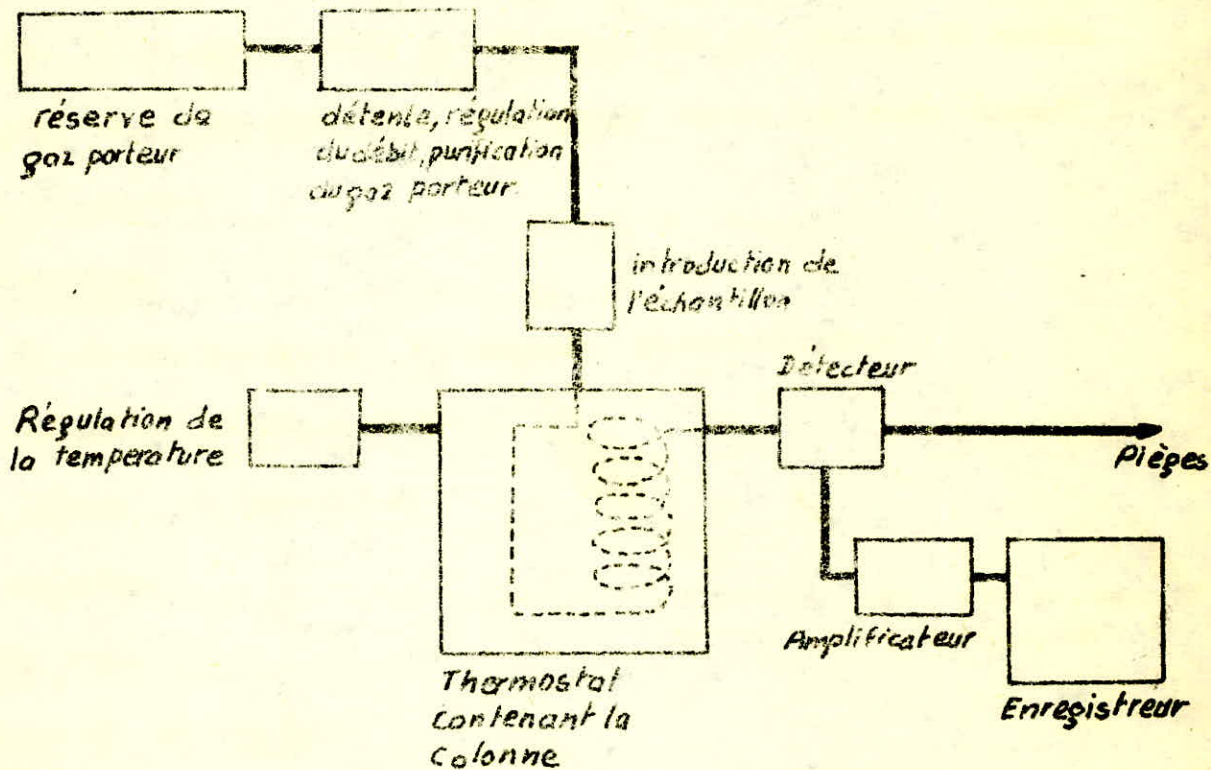 réserve de
gaz porteur
détente, régulation
du débit, purification
du gaz porteur
introduction de
l'échantillon
Détecteur
Régulation de
la temperature
Pièges
Amplificateur
Enregistreur
Thermostat
contenant la
Colonne